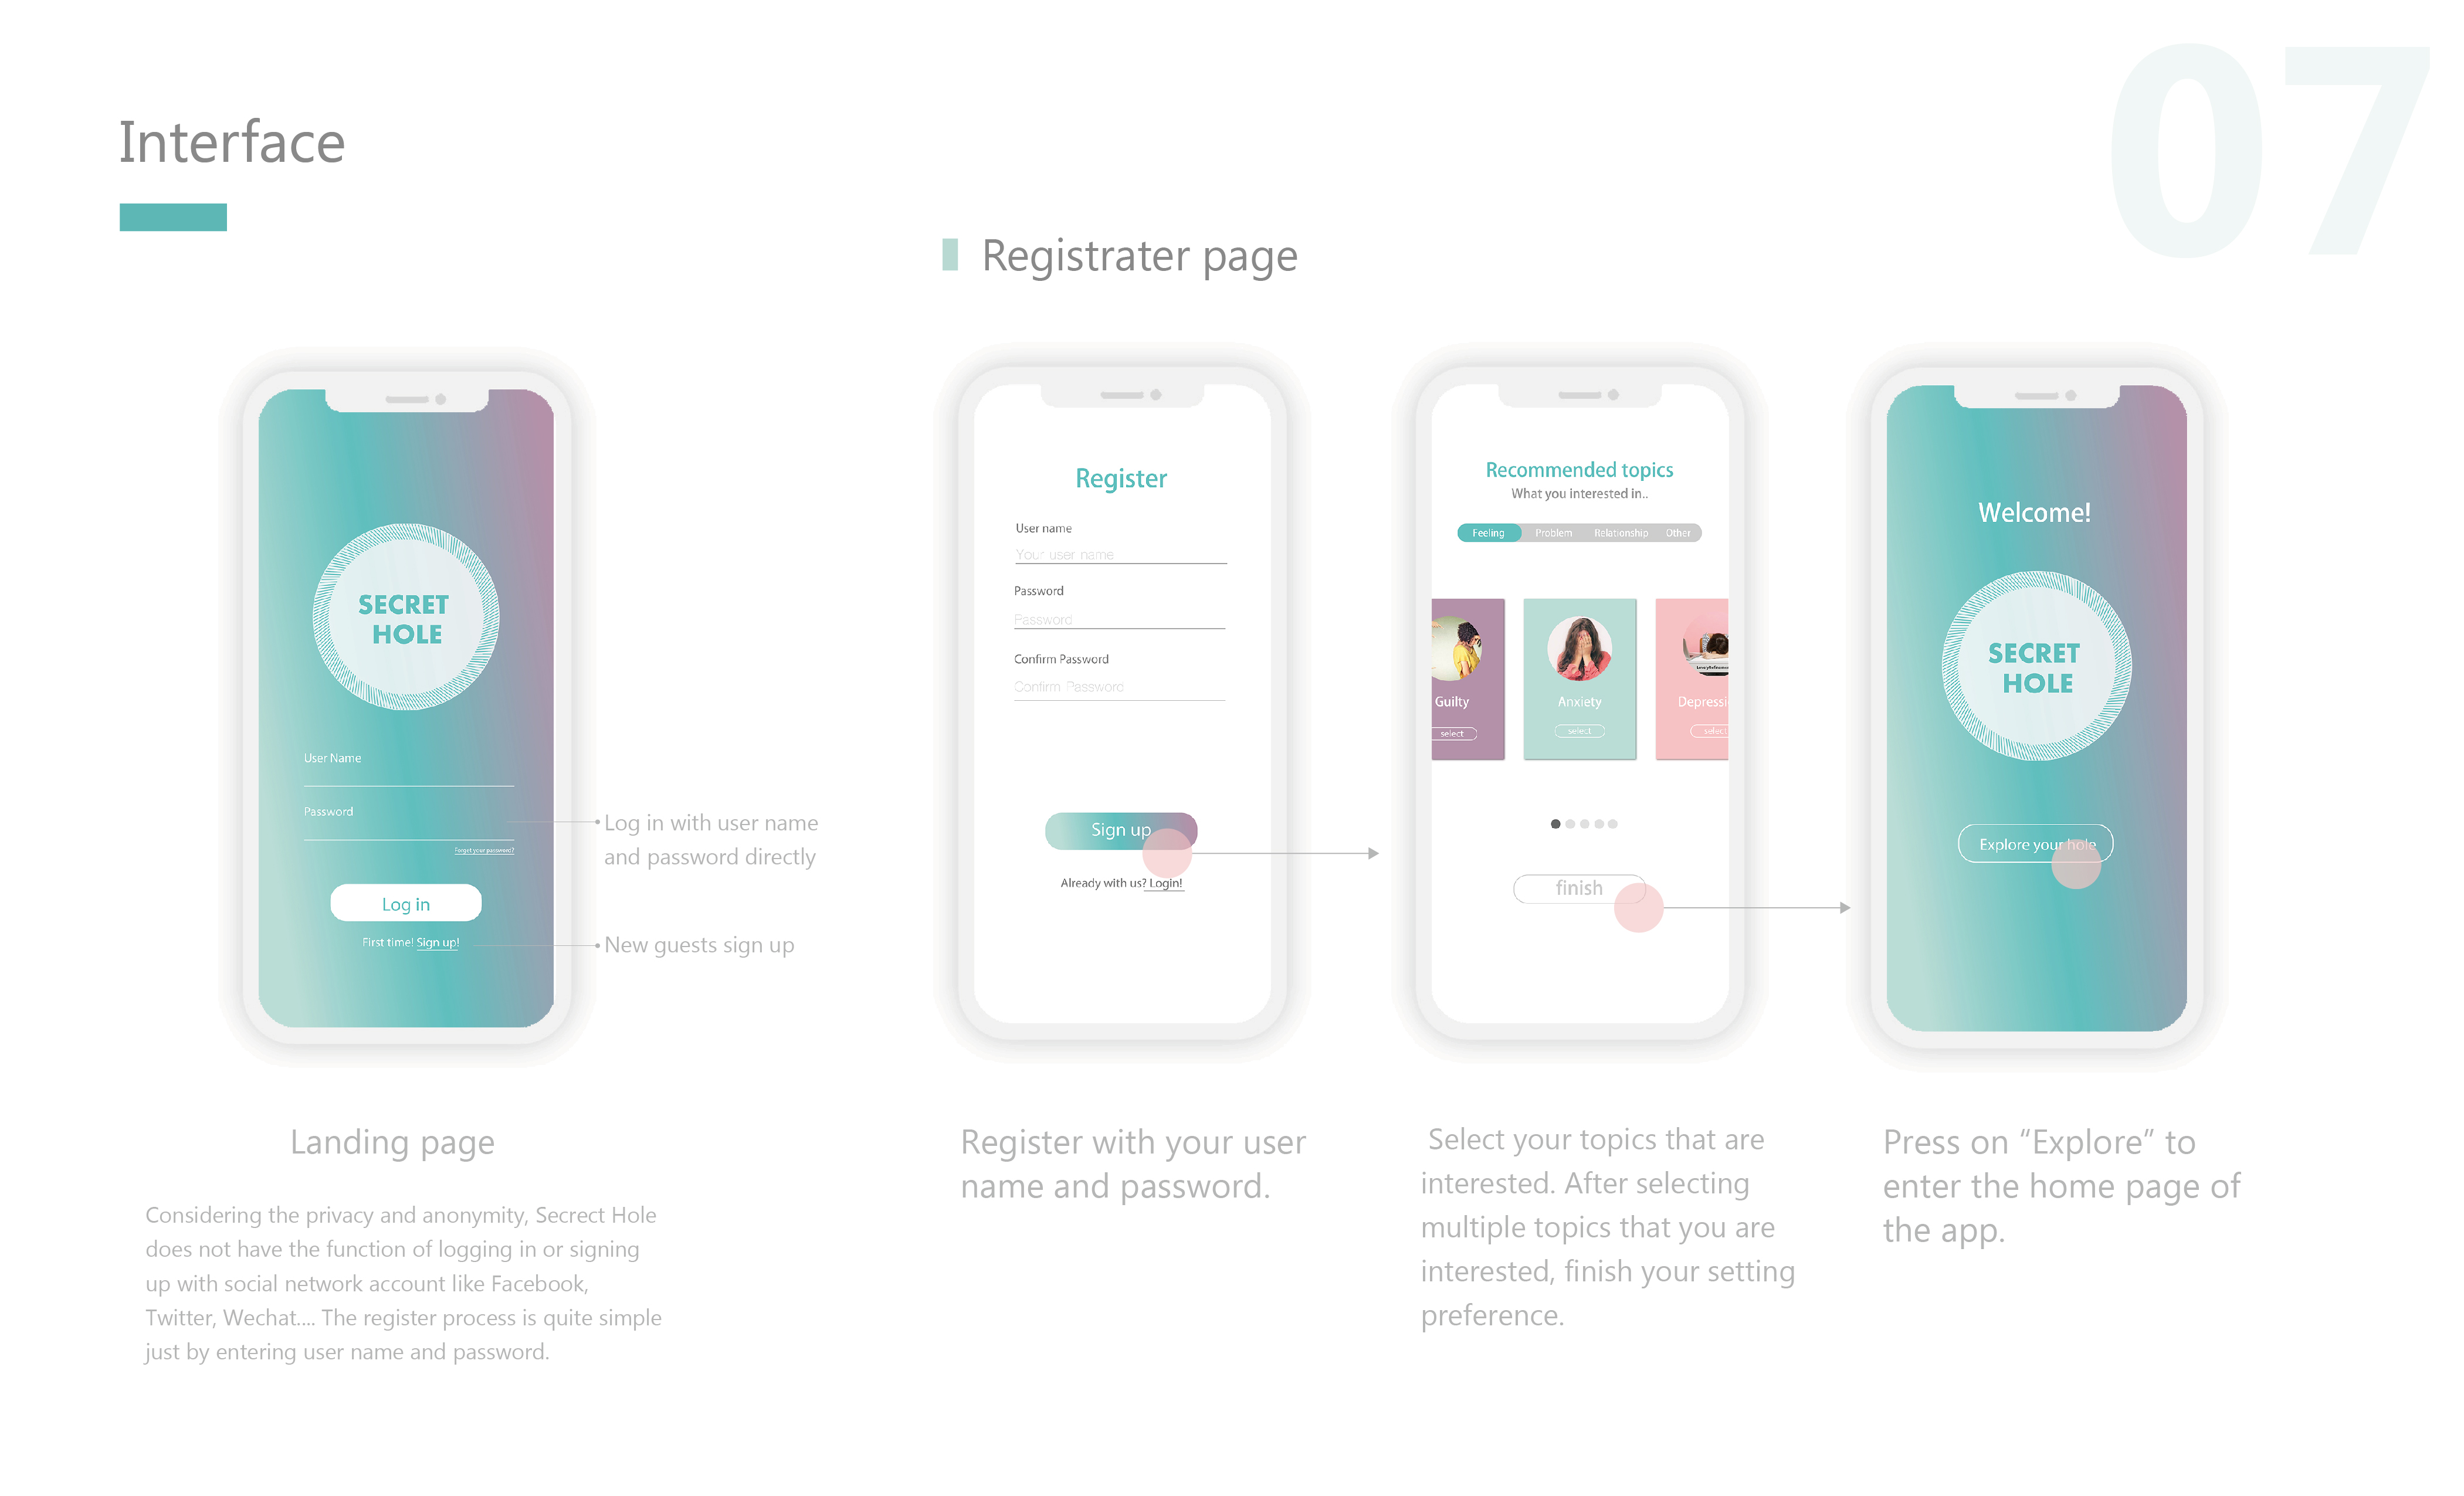 07
Interface
Registrater page
SECRET
HOLE
User Name
Password
Forget your password?
Log in
First time! Sign up!
Log in with user name
and password directly
New guests sign up
Register
User name
Your user name
Password
Password
Confirm Password
Confirm Password
Sign up
Already with us? Login!
Recommended topics
What you interested in..
Feeling Problem Relationship Other
Guilty Anxiety Depressi
select select select
finish
Welcome!
SECRET
HOLE
Explore your hole
Landing page
Considering the privacy and anonymity, Secrect Hole
does not have the function of logging in or signing
up with social network account like Facebook,
Twitter, Wechat.... The register process is quite simple
just by entering user name and password.
Register with your user
name and password.
Select your topics that are
interested. After selecting
multiple topics that you are
interested, finish your setting
preference.
Press on “Explore” to
enter the home page of
the app.